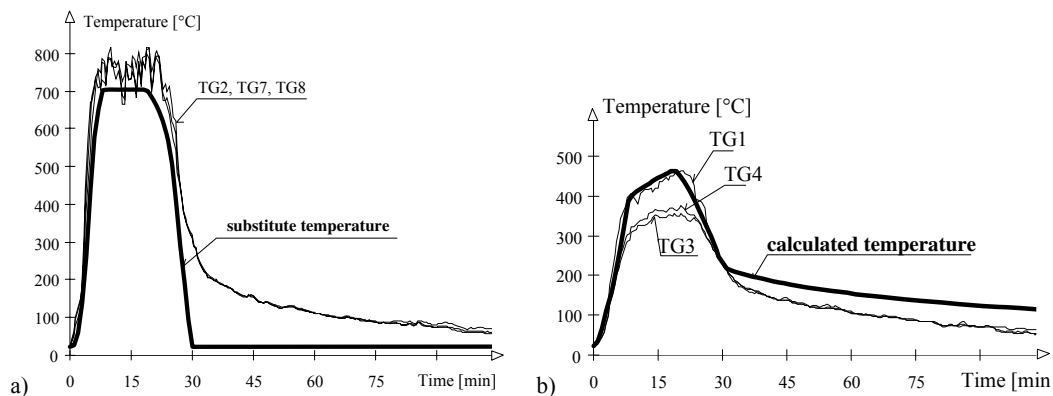 Temperature [°C]
800
700
600
500
400
300
200
100
0
TG2, TG7, TG8
substitute temperature
0 15 30 45 60 75 Time [min]
a)
Temperature [°C]
500
400
300
200
100
0
TG1
TG4
TG3
calculated temperature
0 15 30 45 60 75 Time [min]
b)